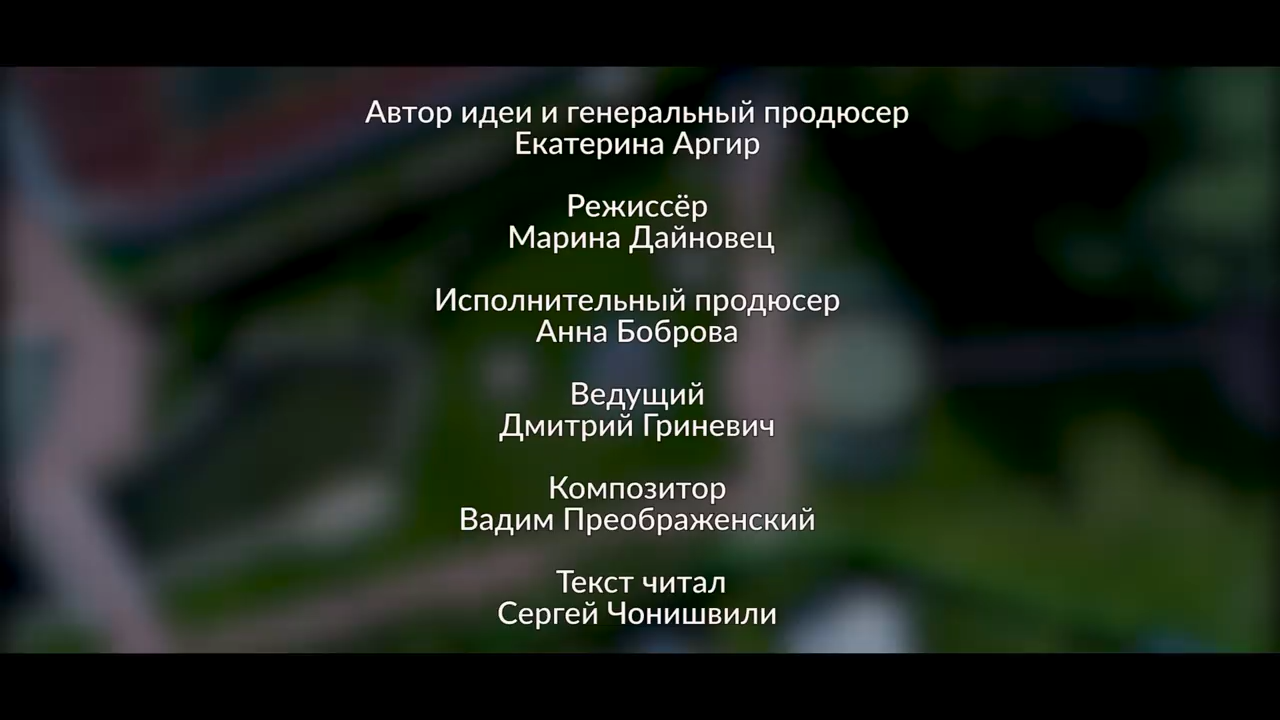 Автор идеи и генеральный продюсер
Екатерина Аргир
Режиссёр
Марина Дайновец
Исполнительный продюсер
Анна Боброва
Ведущий
Дмитрий Гриневич
Композитор
Вадим Преображенский
Текст читал
Сергей Чонишвили